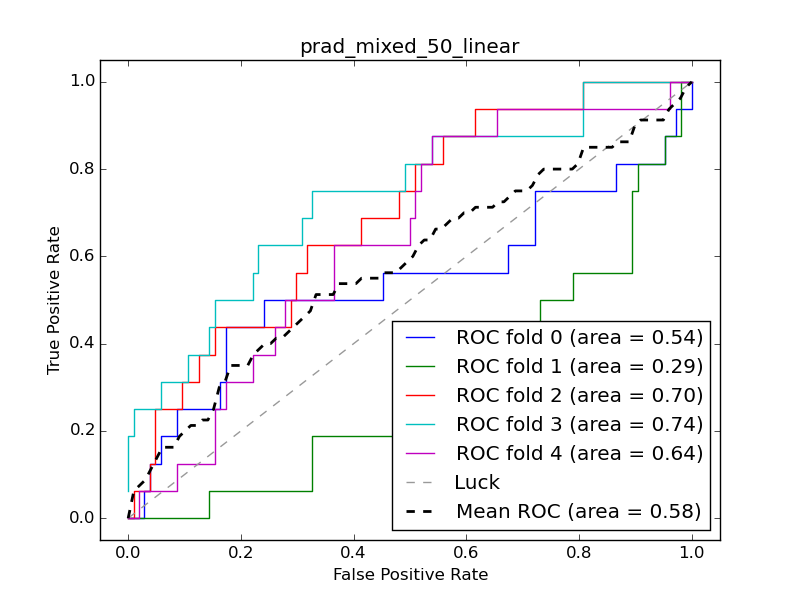 prad_mixed_50_linear
True Positive Rate
1.0
0.8
0.6
0.4
0.2
0.0
ROC fold 0 (area = 0.54)
ROC fold 1 (area = 0.29)
ROC fold 2 (area = 0.70)
ROC fold 3 (area = 0.74)
ROC fold 4 (area = 0.64)
Luck
Mean ROC (area = 0.58)
0.0 0.2 0.4 0.6 0.8 1.0
False Positive Rate